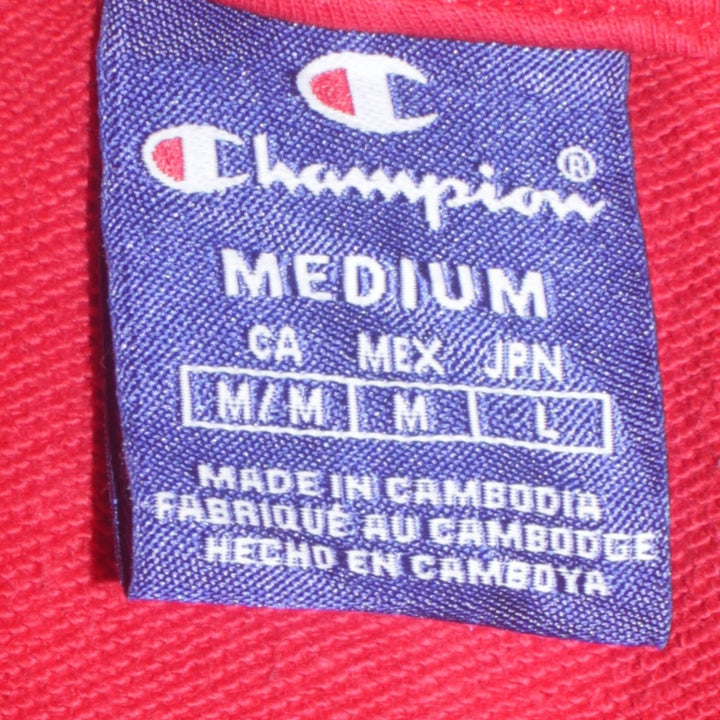 Champion®
MEDIUM
CA MEX JPN
M/M M L
MADE IN CAMBODIA
FABRIQUÉ AU CAMBODGE
HECHO EN CAMBOYA